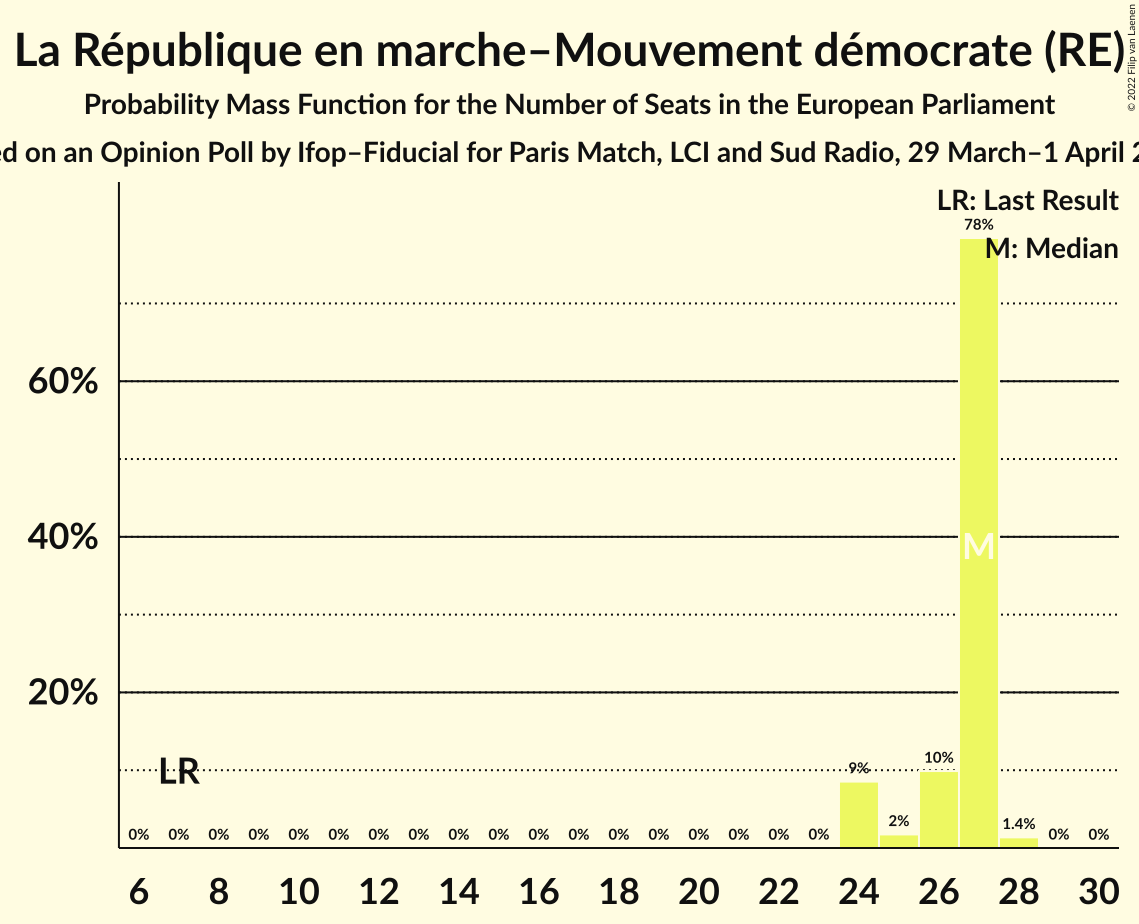 La République en marche–Mouvement démocrate (RE)
© 2022 Filip van Laenen
Probability Mass Function for the Number of Seats in the European Parliament
on an Opinion Poll by Ifop–Fiducial for Paris Match, LCI and Sud Radio, 29 March–1 April
LR: Last Result
78%
M: Median
60%
40%
M
20%
LR
0% 0% 0% 0% 0% 0% 0% 0% 0% 0% 0% 0% 0% 0% 0% 0% 0% 0% 9% 2% 10% 1.4% 0% 0%
6 8 10 12 14 16 18 20 22 24 26 28 30